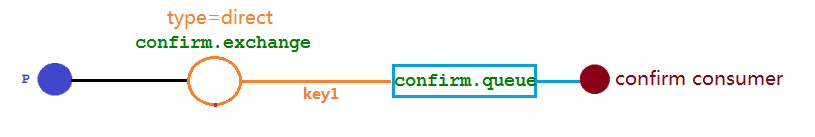 type=direct
confirm.exchange
P
key1
confirm.queue
confirm consumer